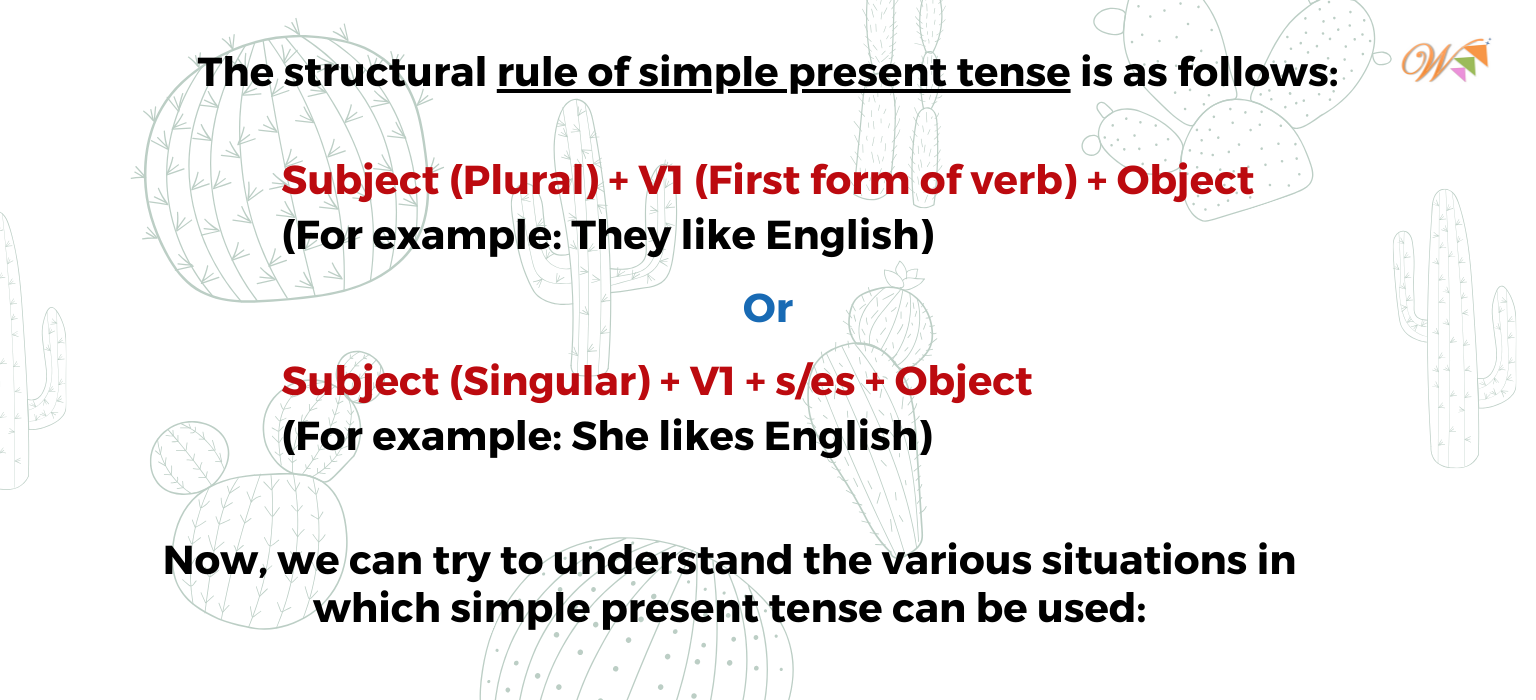 The structural rule of simple present tense is as follows:
Subject (Plural) + V1 (First form of verb) + Object
(For example: They like English)
Or
Subject (Singular) + V1 + s/es + Object
(For example: She likes English)
Now, we can try to understand the various situations in
which simple present tense can be used:
W